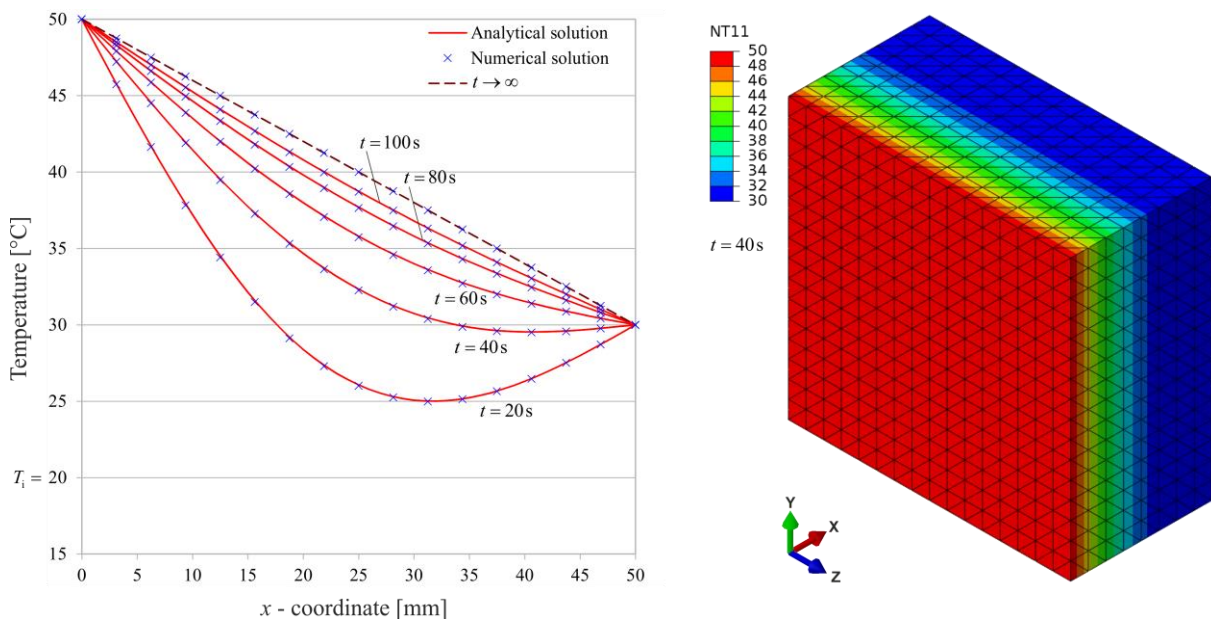 Analytical solution
Numerical solution
t → ∞
50
45
40
35
30
25
T_i = 20
15
Temperature [°C]
t = 100 s
t = 80 s
t = 60 s
t = 40 s
t = 20 s
0 5 10 15 20 25 30 35 40 45 50
x - coordinate [mm]
NT11
50
48
46
44
42
40
38
36
34
32
30
t = 40 s
Y
X
Z